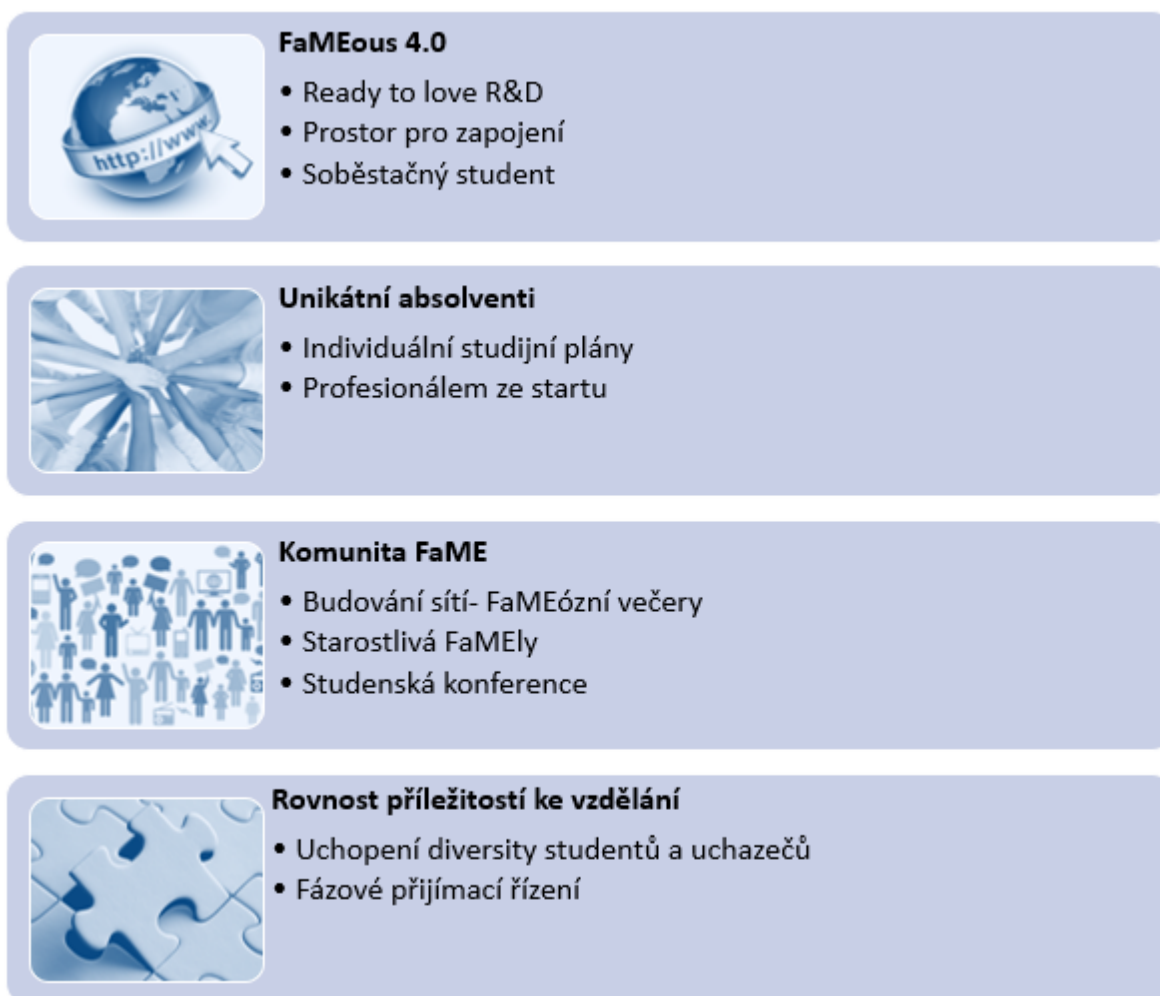 FaMEous 4.0
• Ready to love R&D
• Prostor pro zapojení
• Soběstačný student
http://www.
Unikátní absolventi
• Individuální studijní plány
• Profesionálem ze startu
Komunita FaME
• Budování sítí- FaMEózní večery
• Starostlivá FaMEly
• Studenská konference
Rovnost příležitostí ke vzdělání
• Uchopení diversity studentů a uchazečů
• Fázové přijímací řízení